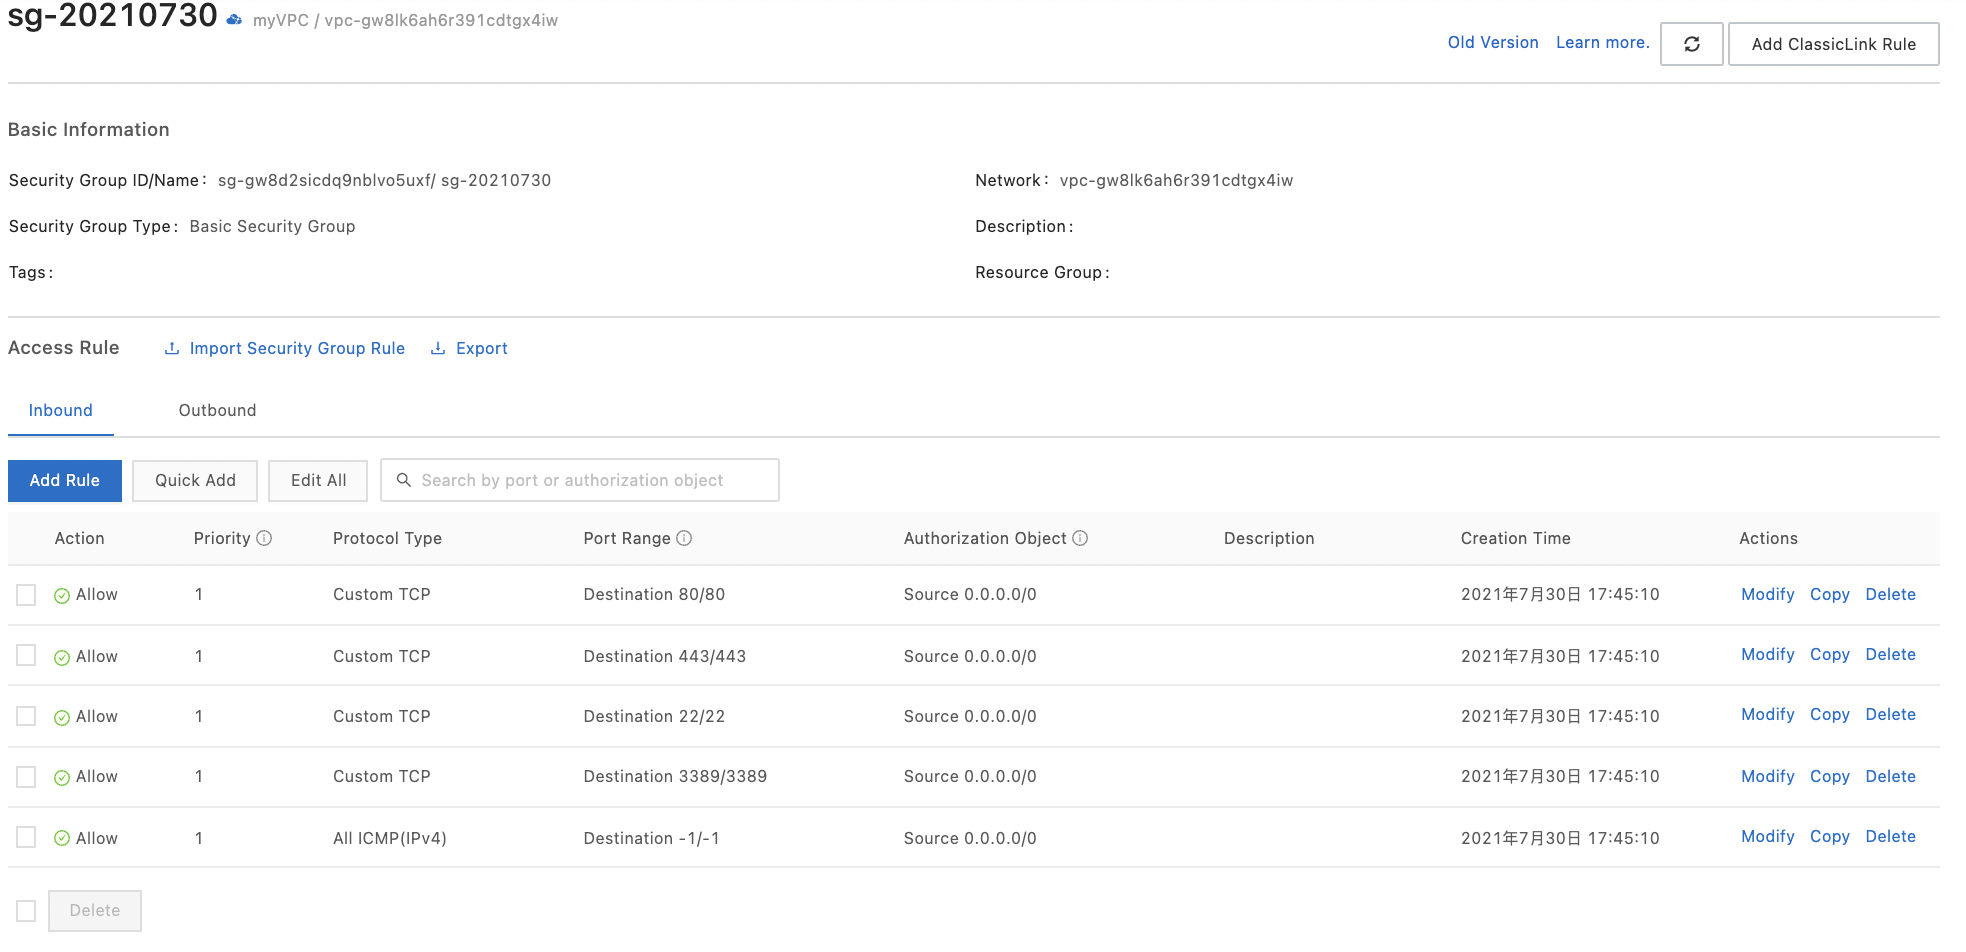 sg-20210730 myVPC / vpc-gw8lk6ah6r391cdtgx4iw
Old Version Learn more. Add ClassicLink Rule
Basic Information
Security Group ID/Name: sg-gw8d2sicdq9nblvo5uxf/ sg-20210730
Network: vpc-gw8lk6ah6r391cdtgx4iw
Security Group Type: Basic Security Group
Description:
Tags:
Resource Group:
Access Rule Import Security Group Rule Export
Inbound Outbound
Add Rule Quick Add Edit All Search by port or authorization object
Action Priority Protocol Type Port Range Authorization Object Description Creation Time Actions
Allow 1 Custom TCP Destination 80/80 Source 0.0.0.0/0 2021年7月30日 17:45:10 Modify Copy Delete
Allow 1 Custom TCP Destination 443/443 Source 0.0.0.0/0 2021年7月30日 17:45:10 Modify Copy Delete
Allow 1 Custom TCP Destination 22/22 Source 0.0.0.0/0 2021年7月30日 17:45:10 Modify Copy Delete
Allow 1 Custom TCP Destination 3389/3389 Source 0.0.0.0/0 2021年7月30日 17:45:10 Modify Copy Delete
Allow 1 All ICMP(IPv4) Destination -1/-1 Source 0.0.0.0/0 2021年7月30日 17:45:10 Modify Copy Delete
Delete